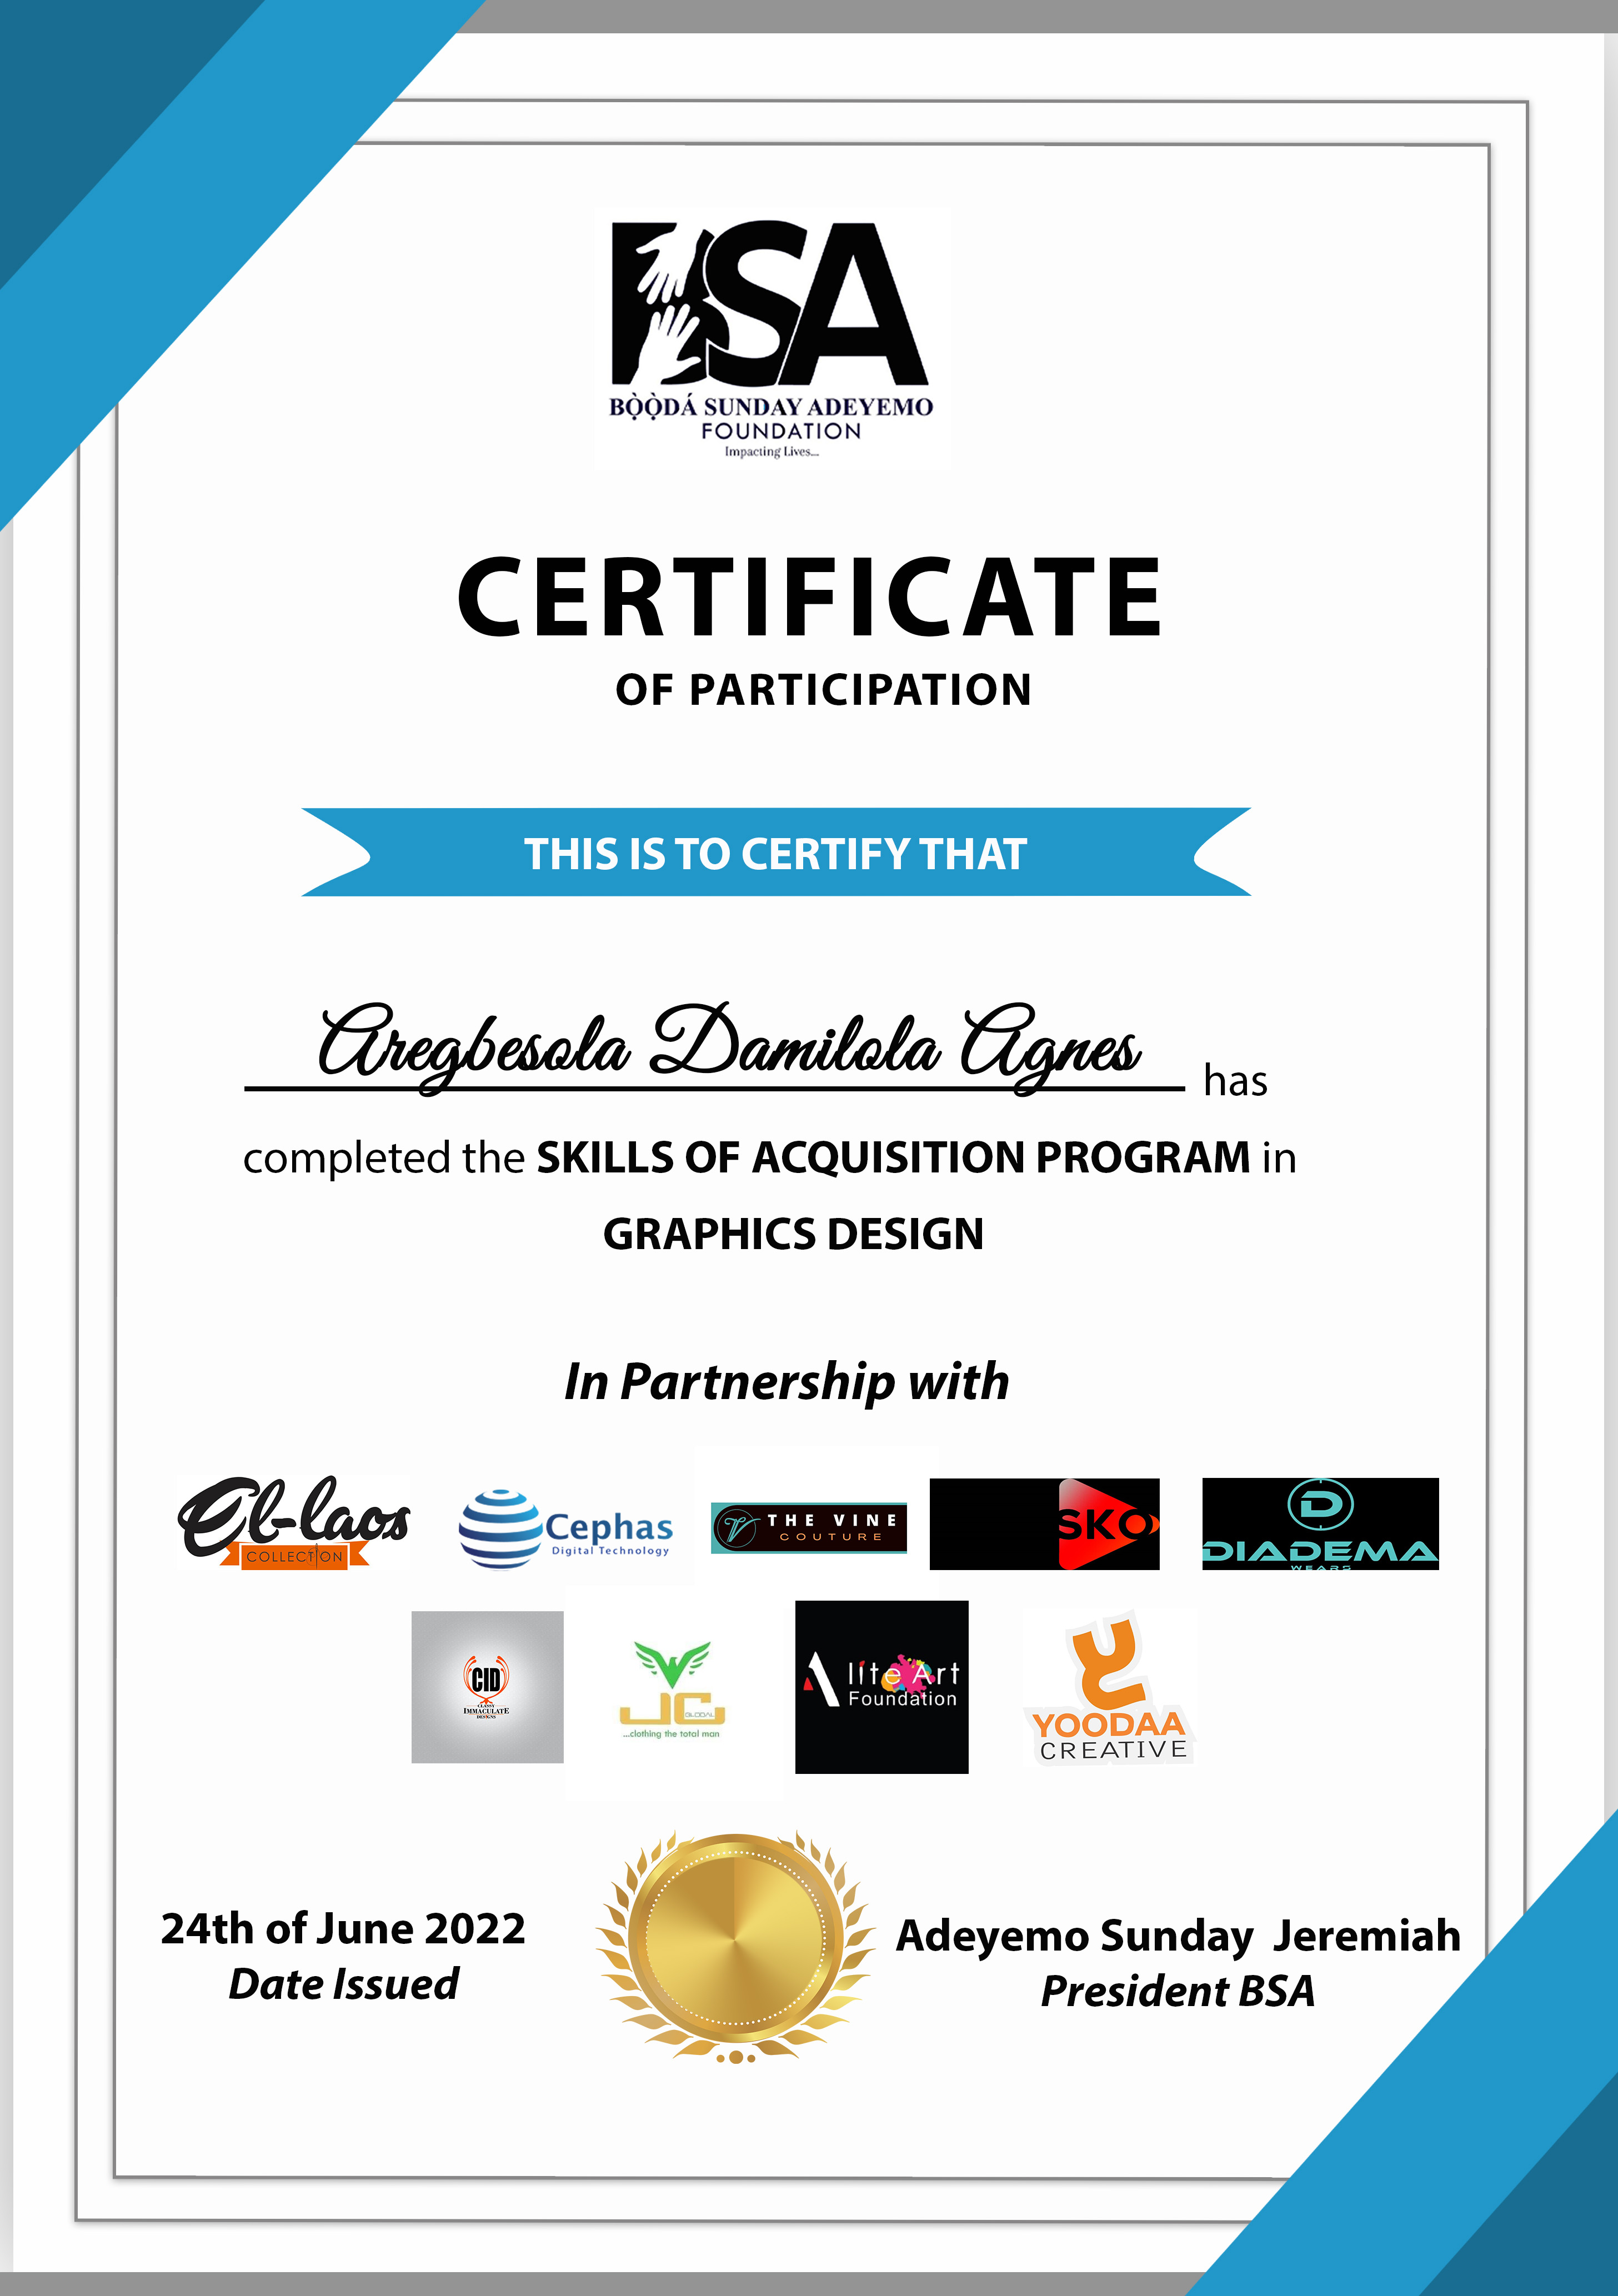 BSA
BỌ̀Ọ̀DÁ SUNDAY ADEYEMO
FOUNDATION
Impacting Lives...
CERTIFICATE
OF PARTICIPATION
THIS IS TO CERTIFY THAT
Aregbesola Damilola Agnes has
completed the SKILLS OF ACQUISITION PROGRAM in
GRAPHICS DESIGN
In Partnership with
El-laos
COLLECTION
Cephas
Digital Technology
THE VINE
COUTURE
SKO
D
DIADEMA
WEARS
CID
CLASSY
IMMACULATE
DESIGNS
JC GLOBAL
...clothing the total man
Alite Art
Foundation
YOODAA
CREATIVE
24th of June 2022
Date Issued
Adeyemo Sunday Jeremiah
President BSA